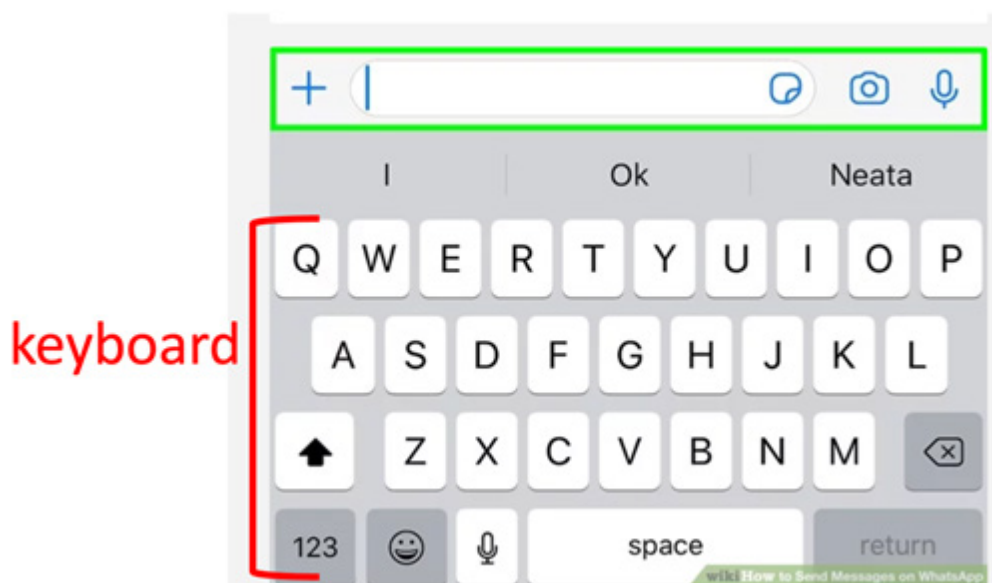 I Ok Neata
Q W E R T Y U I O P
keyboard
A S D F G H J K L
Z X C V B N M
123 space return
wikiHow to Send Messages on WhatsApp